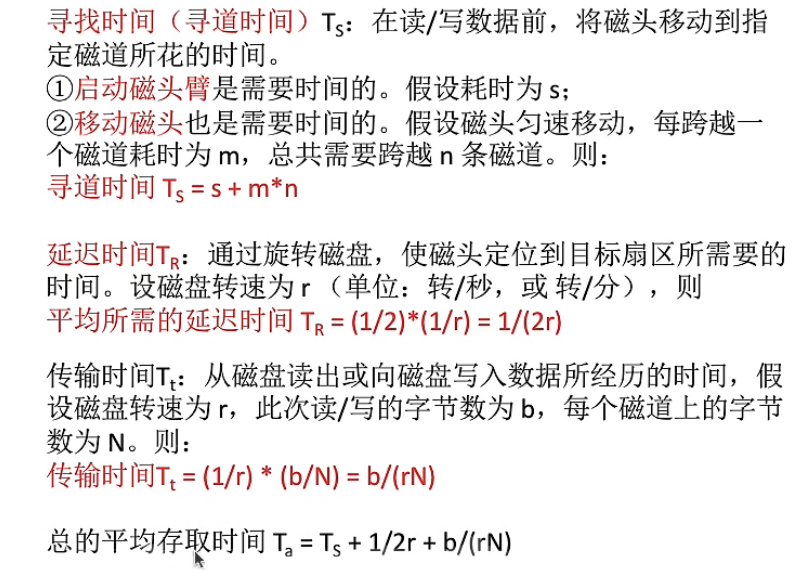 寻找时间（寻道时间）TS：在读/写数据前，将磁头移动到指
定磁道所花的时间。
①启动磁头臂是需要时间的。假设耗时为 s；
②移动磁头也是需要时间的。假设磁头匀速移动，每跨越一
个磁道耗时为 m，总共需要跨越 n 条磁道。则：
寻道时间 TS = s + m*n
延迟时间TR：通过旋转磁盘，使磁头定位到目标扇区所需要的
时间。设磁盘转速为 r （单位：转/秒，或 转/分），则
平均所需的延迟时间 TR = (1/2)*(1/r) = 1/(2r)
传输时间Tt：从磁盘读出或向磁盘写入数据所经历的时间，假
设磁盘转速为 r，此次读/写的字节数为 b，每个磁道上的字节
数为 N。则：
传输时间Tt = (1/r) * (b/N) = b/(rN)
总的平均存取时间 Ta = TS + 1/2r + b/(rN)